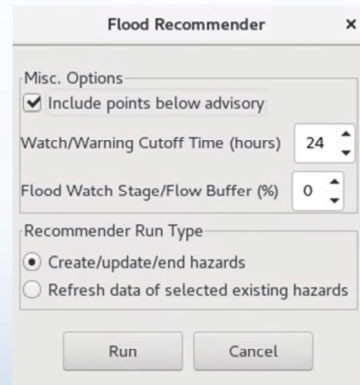 Flood Recommender ×
Misc. Options
Include points below advisory
Watch/Warning Cutoff Time (hours) 24
Flood Watch Stage/Flow Buffer (%) 0
Recommender Run Type
Create/update/end hazards
Refresh data of selected existing hazards
Run Cancel